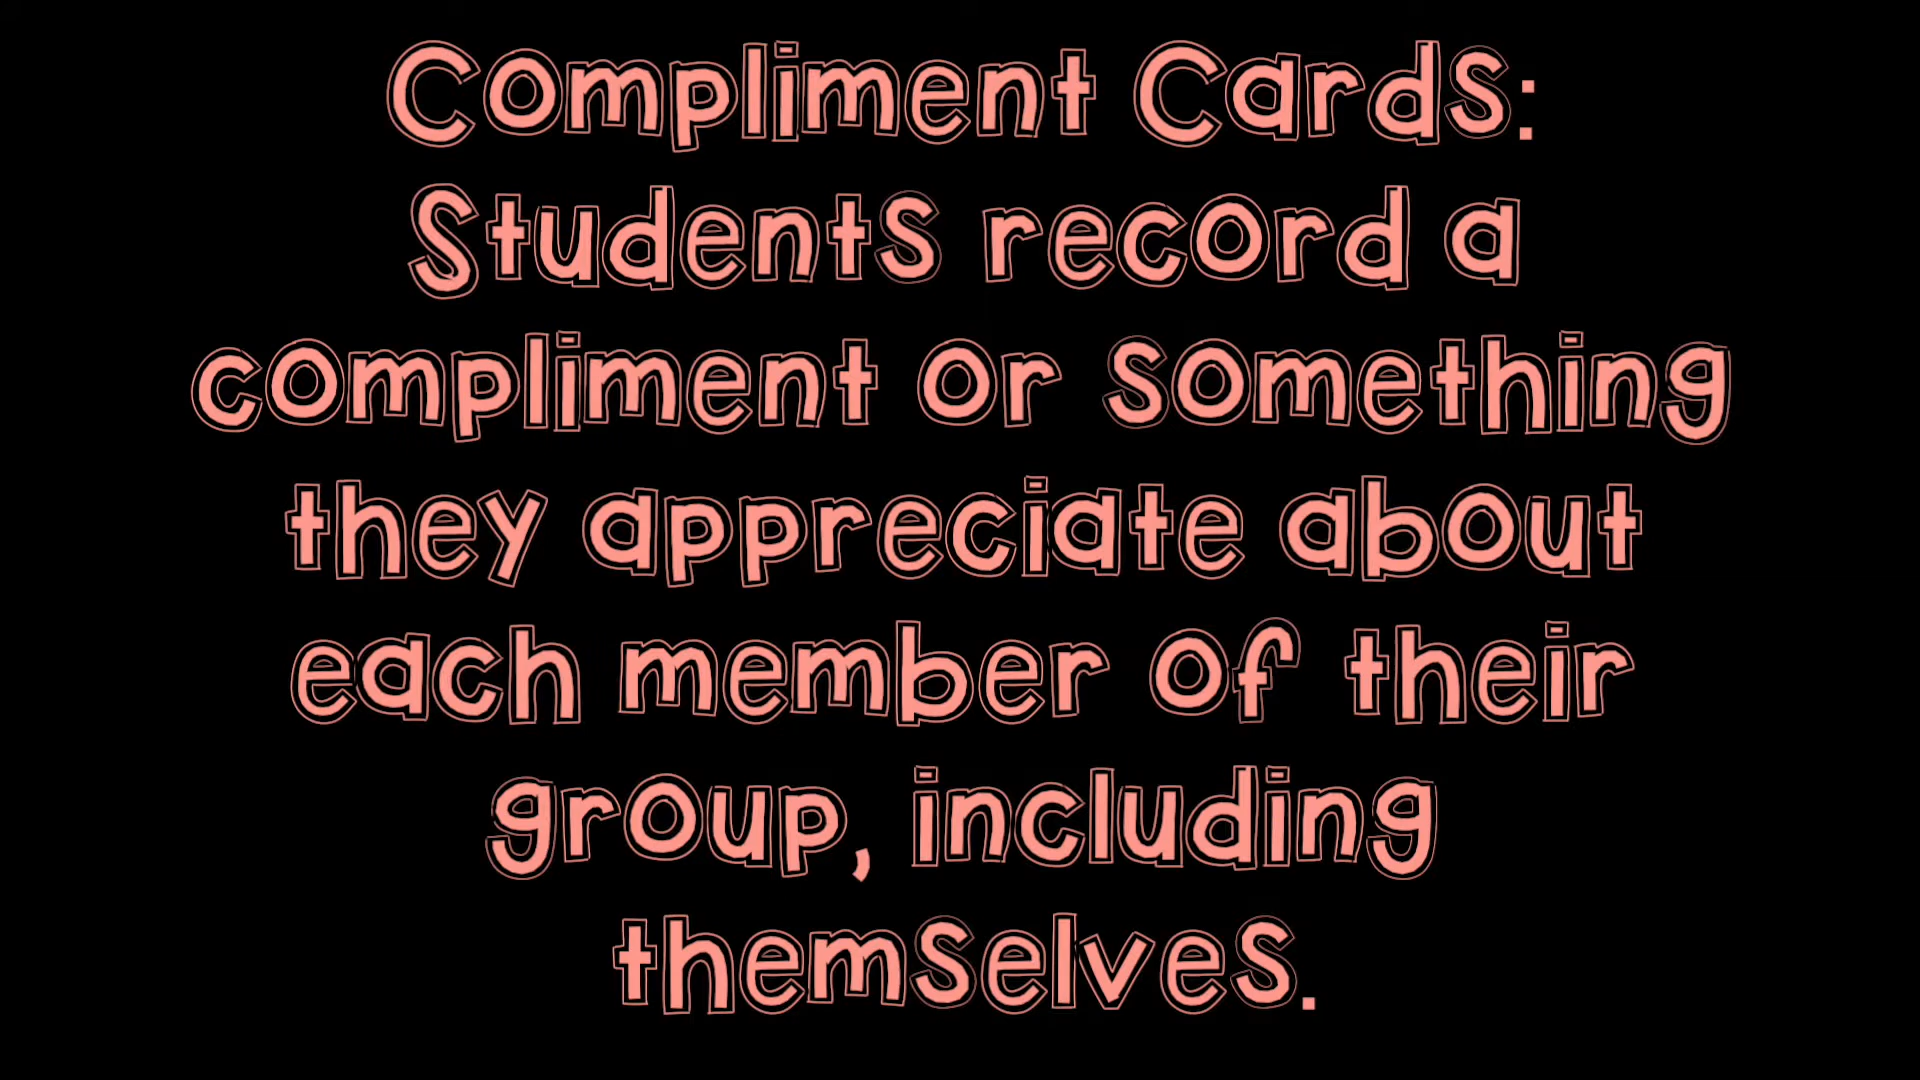 Compliment Cards:
Students record a
compliment or something
they appreciate about
each member of their
group, including
themselves.